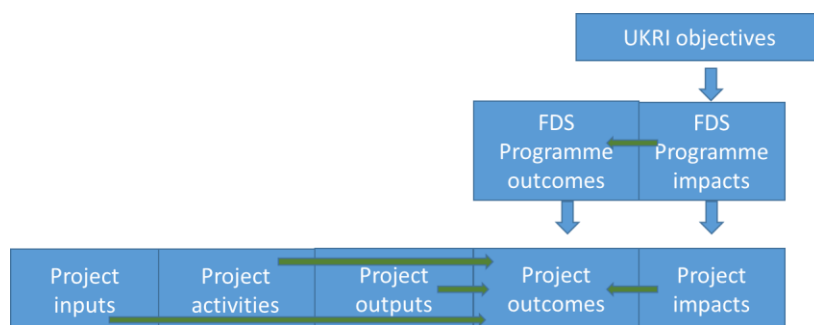 UKRI objectives
FDS
Programme
outcomes
FDS
Programme
impacts
Project
inputs
Project
activities
Project
outputs
Project
outcomes
Project
impacts